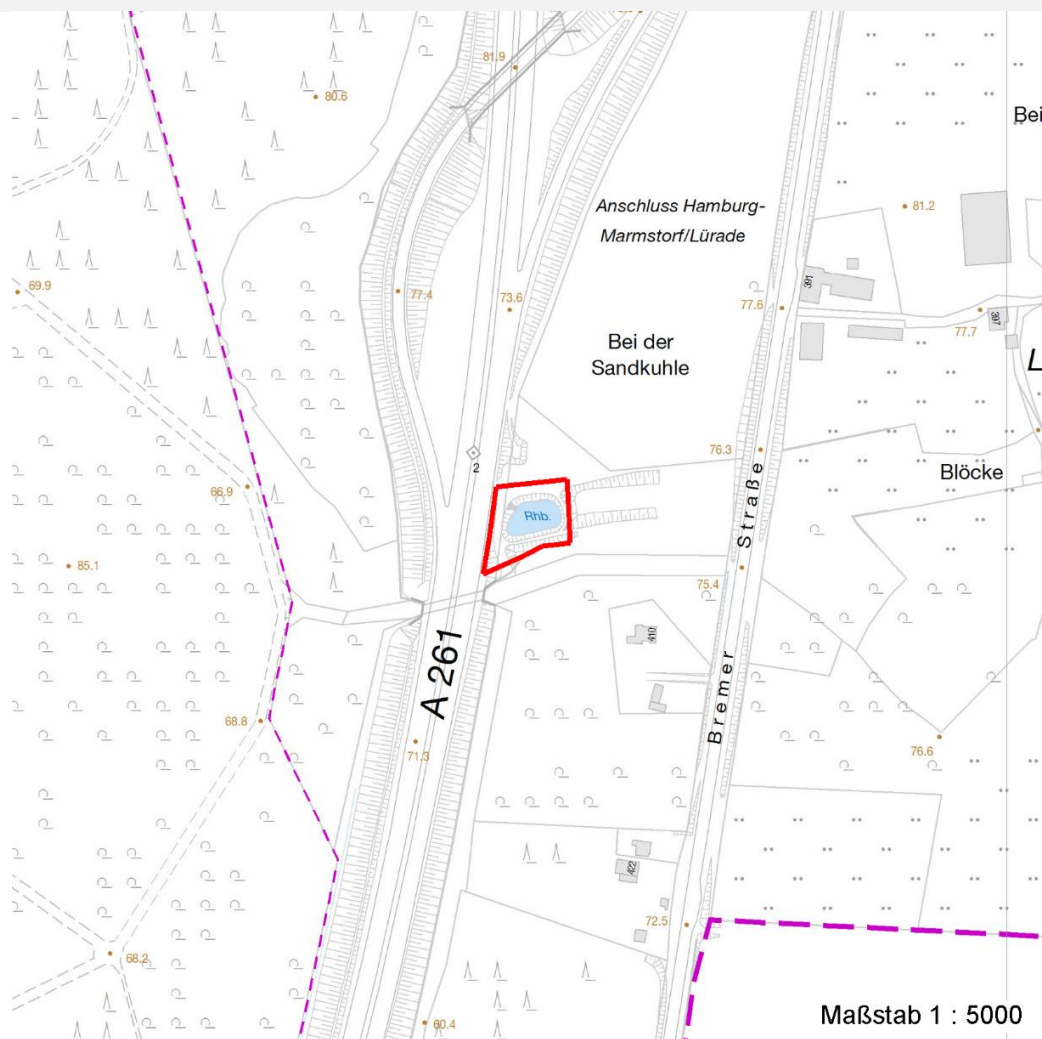 81.9
80.6
Bei
Anschluss Hamburg-
Marmstorf/Lürade
81.2
69.9
77.4
73.6
391
77.6
77.7
397
Bei der
Sandkuhle
L
76.3
2
Blöcke
66.9
Rhb.
85.1
75.4
Bremer Straße
410
A 261
68.8
71.3
76.6
422
72.5
68.2
60.4
Maßstab 1 : 5000